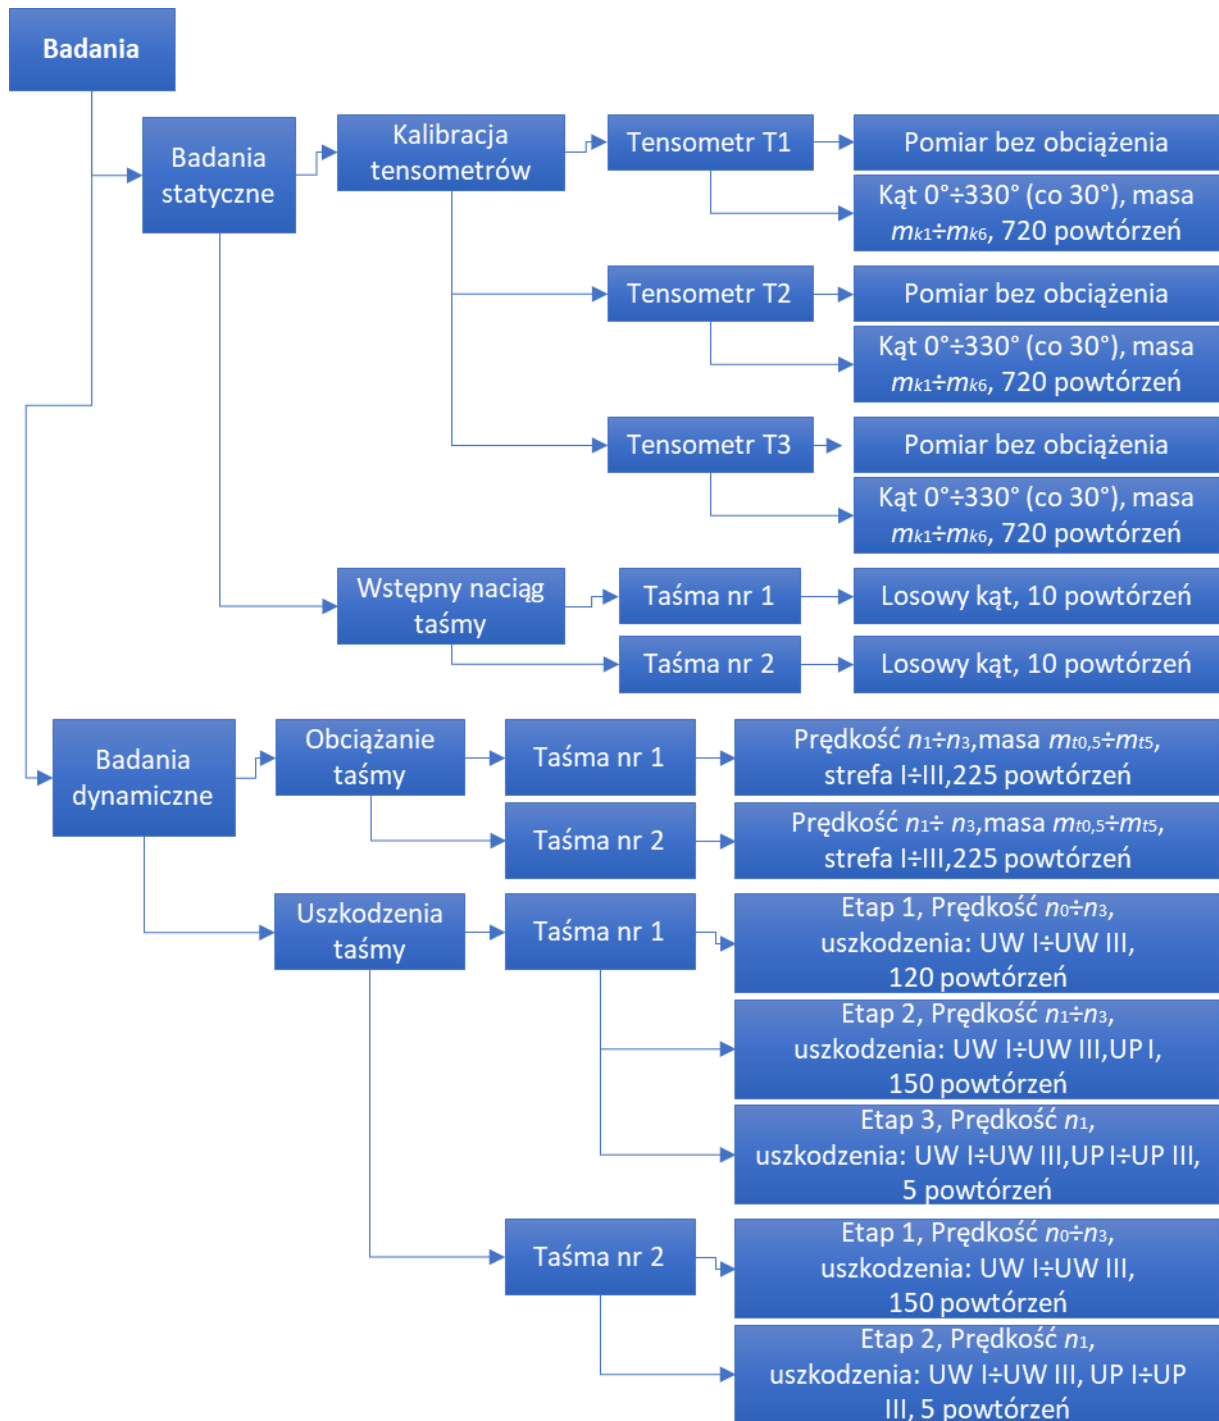 Badania
Badania
statyczne
Kalibracja
tensometrów
Tensometr T1
Pomiar bez obciążenia
Kąt 0°÷330° (co 30°), masa
mk1÷mk6, 720 powtórzeń
Tensometr T2
Pomiar bez obciążenia
Kąt 0°÷330° (co 30°), masa
mk1÷mk6, 720 powtórzeń
Tensometr T3
Pomiar bez obciążenia
Kąt 0°÷330° (co 30°), masa
mk1÷mk6, 720 powtórzeń
Wstępny naciąg
taśmy
Taśma nr 1
Losowy kąt, 10 powtórzeń
Taśma nr 2
Losowy kąt, 10 powtórzeń
Badania
dynamiczne
Obciążanie
taśmy
Taśma nr 1
Prędkość n1÷n3,masa mt0,5÷mt5,
strefa I÷III,225 powtórzeń
Taśma nr 2
Prędkość n1÷ n3,masa mt0,5÷mt5,
strefa I÷III,225 powtórzeń
Uszkodzenia
taśmy
Taśma nr 1
Etap 1, Prędkość n0÷n3,
uszkodzenia: UW I÷UW III,
120 powtórzeń
Etap 2, Prędkość n1÷n3,
uszkodzenia: UW I÷UW III,UP I,
150 powtórzeń
Etap 3, Prędkość n1,
uszkodzenia: UW I÷UW III,UP I÷UP III,
5 powtórzeń
Taśma nr 2
Etap 1, Prędkość n0÷n3,
uszkodzenia: UW I÷UW III,
150 powtórzeń
Etap 2, Prędkość n1,
uszkodzenia: UW I÷UW III, UP I÷UP
III, 5 powtórzeń